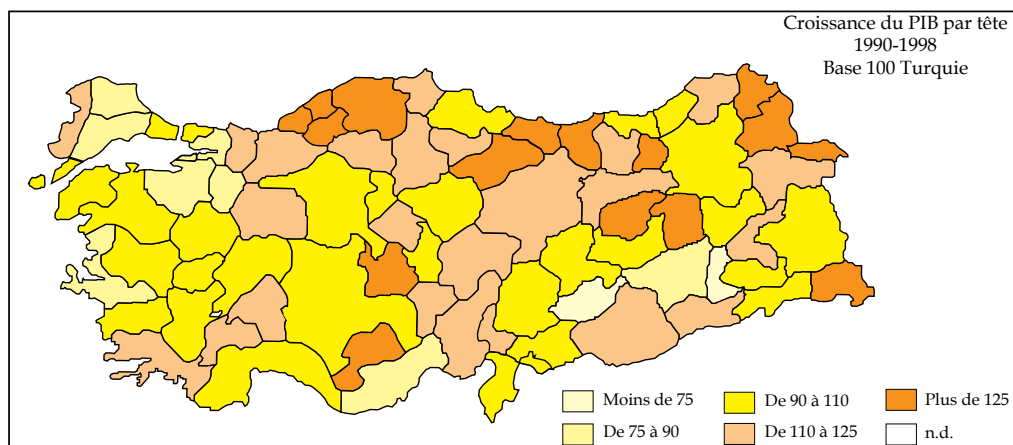 Croissance du PIB par tête
1990-1998
Base 100 Turquie
Moins de 75
De 90 à 110
Plus de 125
De 75 à 90
De 110 à 125
n.d.